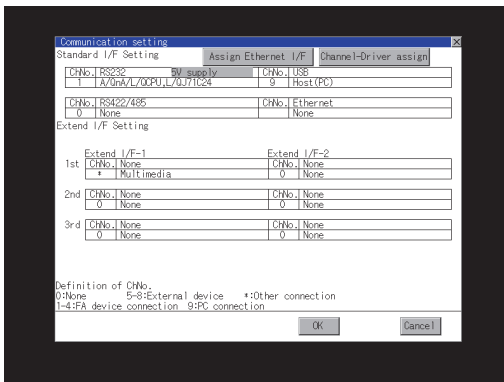 Communication setting
Standard I/F Setting Assign Ethernet I/F Channel-Driver assign
ChNo. RS232 5V supply ChNo. USB
1 A/QnA/L/QCPU,L/QJ71C24 9 Host(PC)
ChNo. RS422/485 ChNo. Ethernet
0 None None
Extend I/F Setting
Extend I/F-1 Extend I/F-2
1st ChNo. None ChNo. None
* Multimedia 0 None
2nd ChNo. None ChNo. None
0 None 0 None
3rd ChNo. None ChNo. None
0 None 0 None
Definition of ChNo.
0:None 5-8:External device *:Other connection
1-4:FA device connection 9:PC connection
OK Cancel